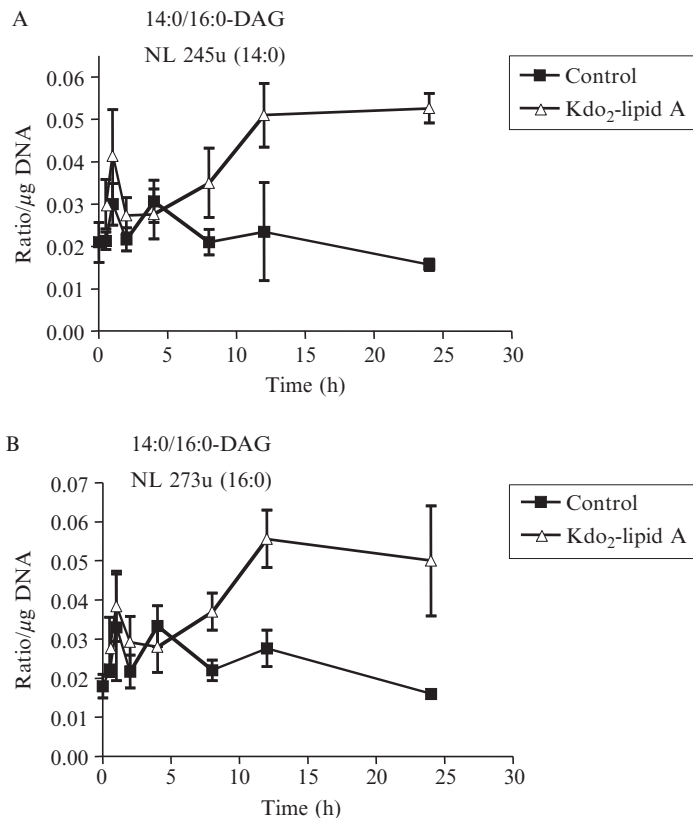 A
14:0/16:0-DAG
NL 245u (14:0)
Control
Kdo₂-lipid A
Ratio/μg DNA
0.06
0.05
0.04
0.03
0.02
0.01
0.00
0 5 10 15 20 25 30
Time (h)
B
14:0/16:0-DAG
NL 273u (16:0)
Control
Kdo₂-lipid A
Ratio/μg DNA
0.07
0.06
0.05
0.04
0.03
0.02
0.01
0.00
0 5 10 15 20 25 30
Time (h)